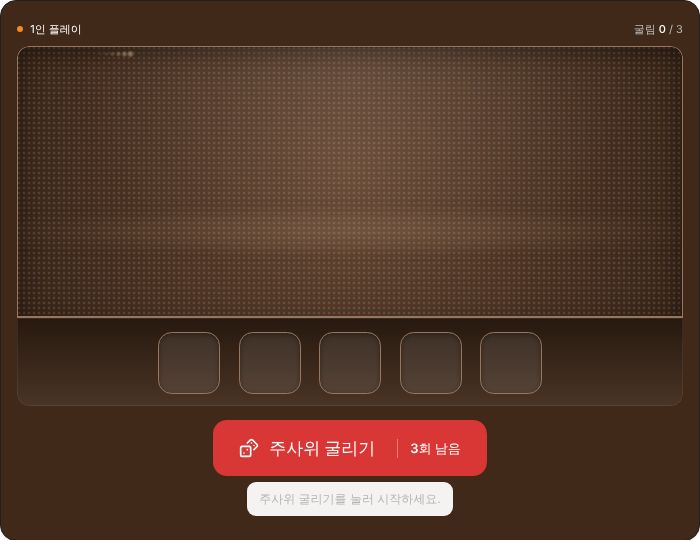 1인 플레이
굴림 0 / 3
주사위 굴리기
3회 남음
주사위 굴리기를 눌러 시작하세요.